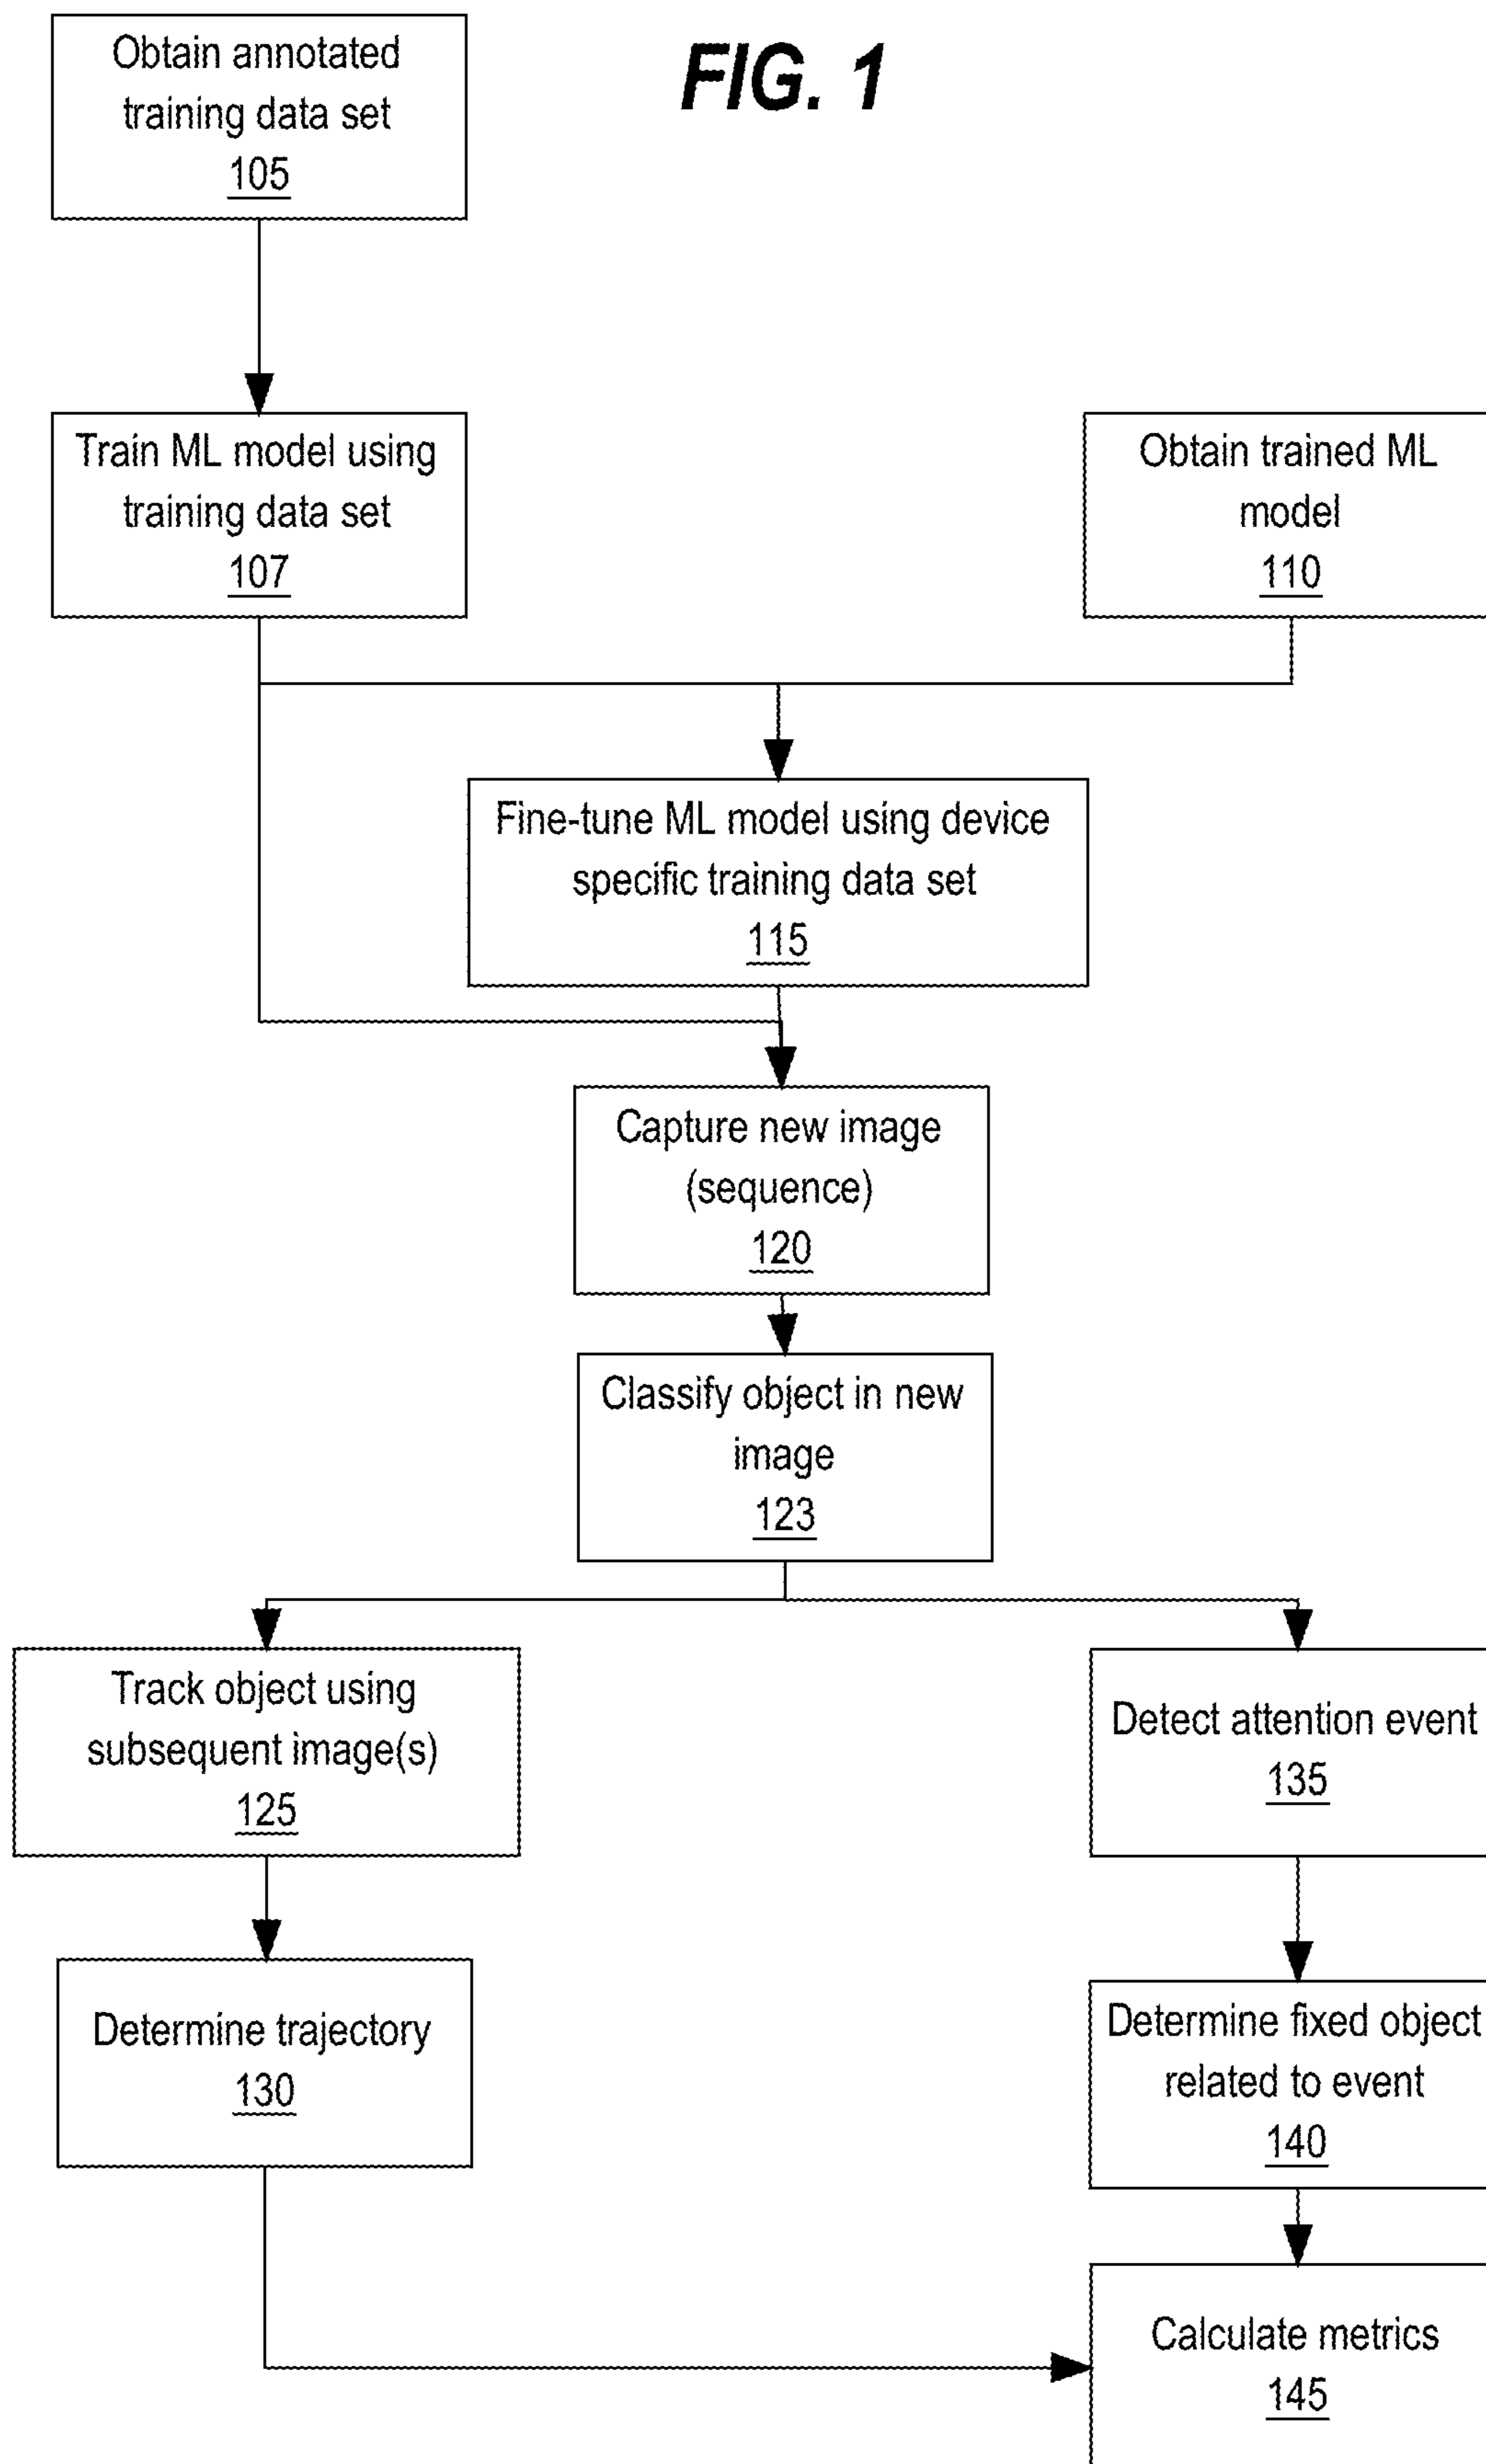 FIG. 1
Obtain annotated
training data set
105
Train ML model using
training data set
107
Obtain trained ML
model
110
Fine-tune ML model using device
specific training data set
115
Capture new image
(sequence)
120
Classify object in new
image
123
Track object using
subsequent image(s)
125
Detect attention event
135
Determine trajectory
130
Determine fixed object
related to event
140
Calculate metrics
145